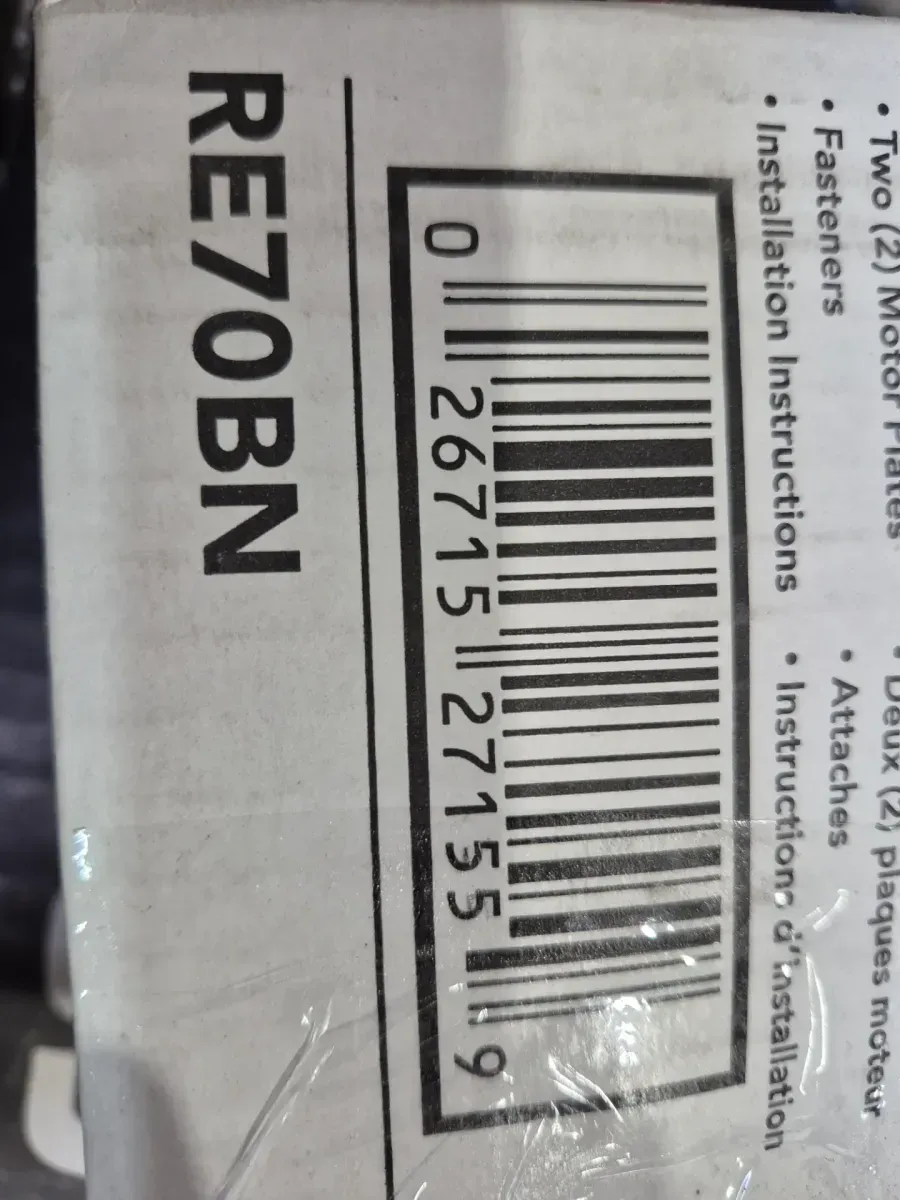 • Two (2) Motor Plates
• Fasteners
• Installation Instructions
• Deux (2) plaques moteur
• Attaches
• Instructions d'installation
0 26715 27155 9
RE70BN